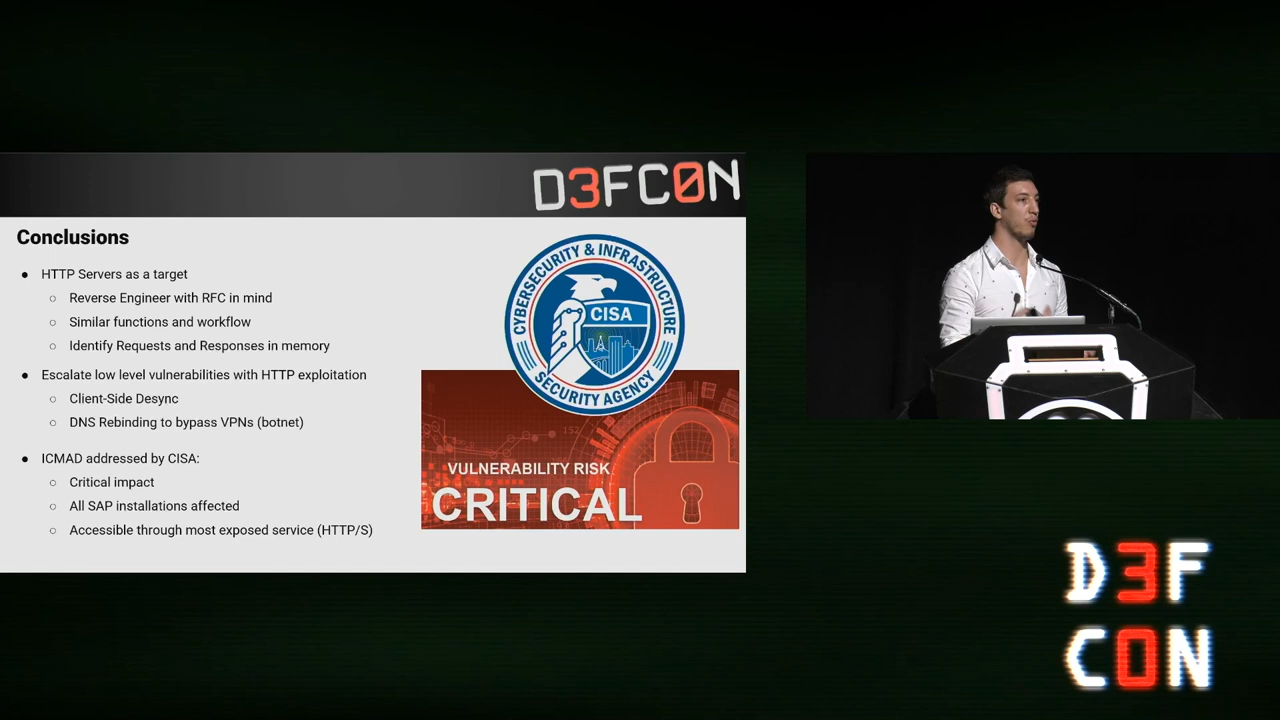 D3FC0N
Conclusions
● HTTP Servers as a target
○ Reverse Engineer with RFC in mind
○ Similar functions and workflow
○ Identify Requests and Responses in memory
● Escalate low level vulnerabilities with HTTP exploitation
○ Client-Side Desync
○ DNS Rebinding to bypass VPNs (botnet)
● ICMAD addressed by CISA:
○ Critical impact
○ All SAP installations affected
○ Accessible through most exposed service (HTTP/S)
CYBERSECURITY & INFRASTRUCTURE
CISA
SECURITY AGENCY
152
VULNERABILITY RISK
CRITICAL
D3F
C0N